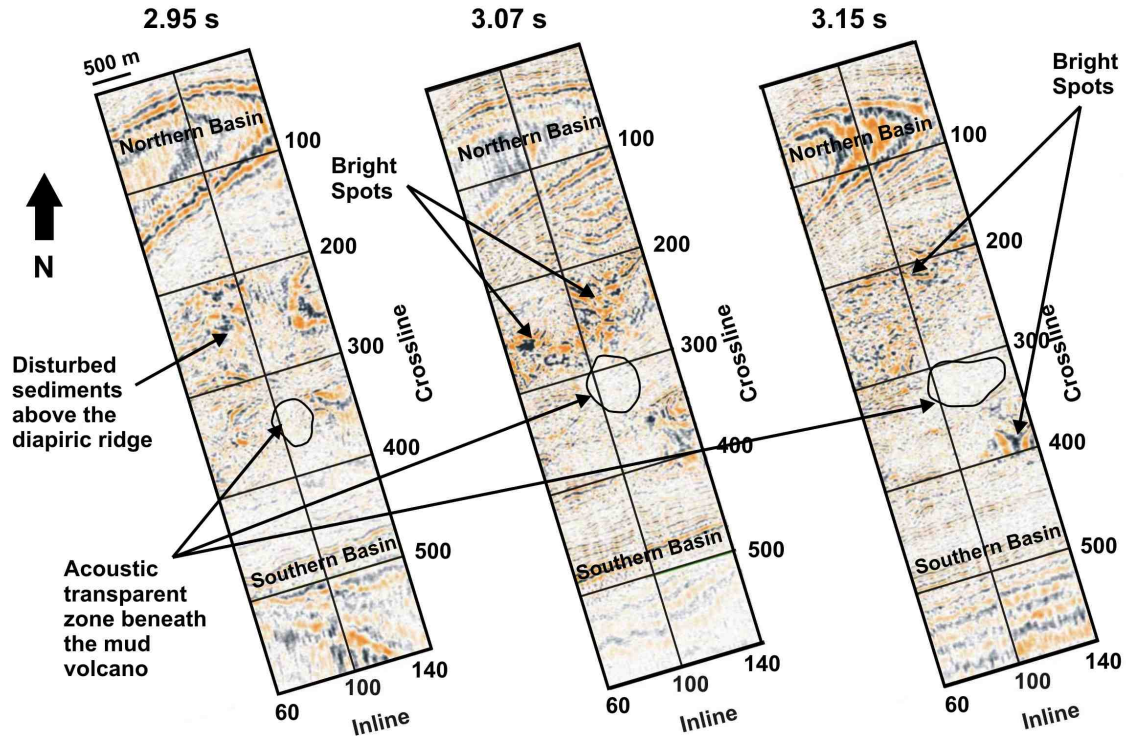 2.95 s
3.07 s
3.15 s
500 m
Northern Basin
100
200
300
400
500
Crossline
Southern Basin
60
100
140
Inline
N
Disturbed
sediments
above the
diapiric ridge
Acoustic
transparent
zone beneath
the mud
volcano
Bright
Spots
Northern Basin
100
200
300
400
500
Crossline
Southern Basin
60
100
140
Inline
Bright
Spots
Northern Basin
100
200
300
400
500
Crossline
Southern Basin
60
100
140
Inline